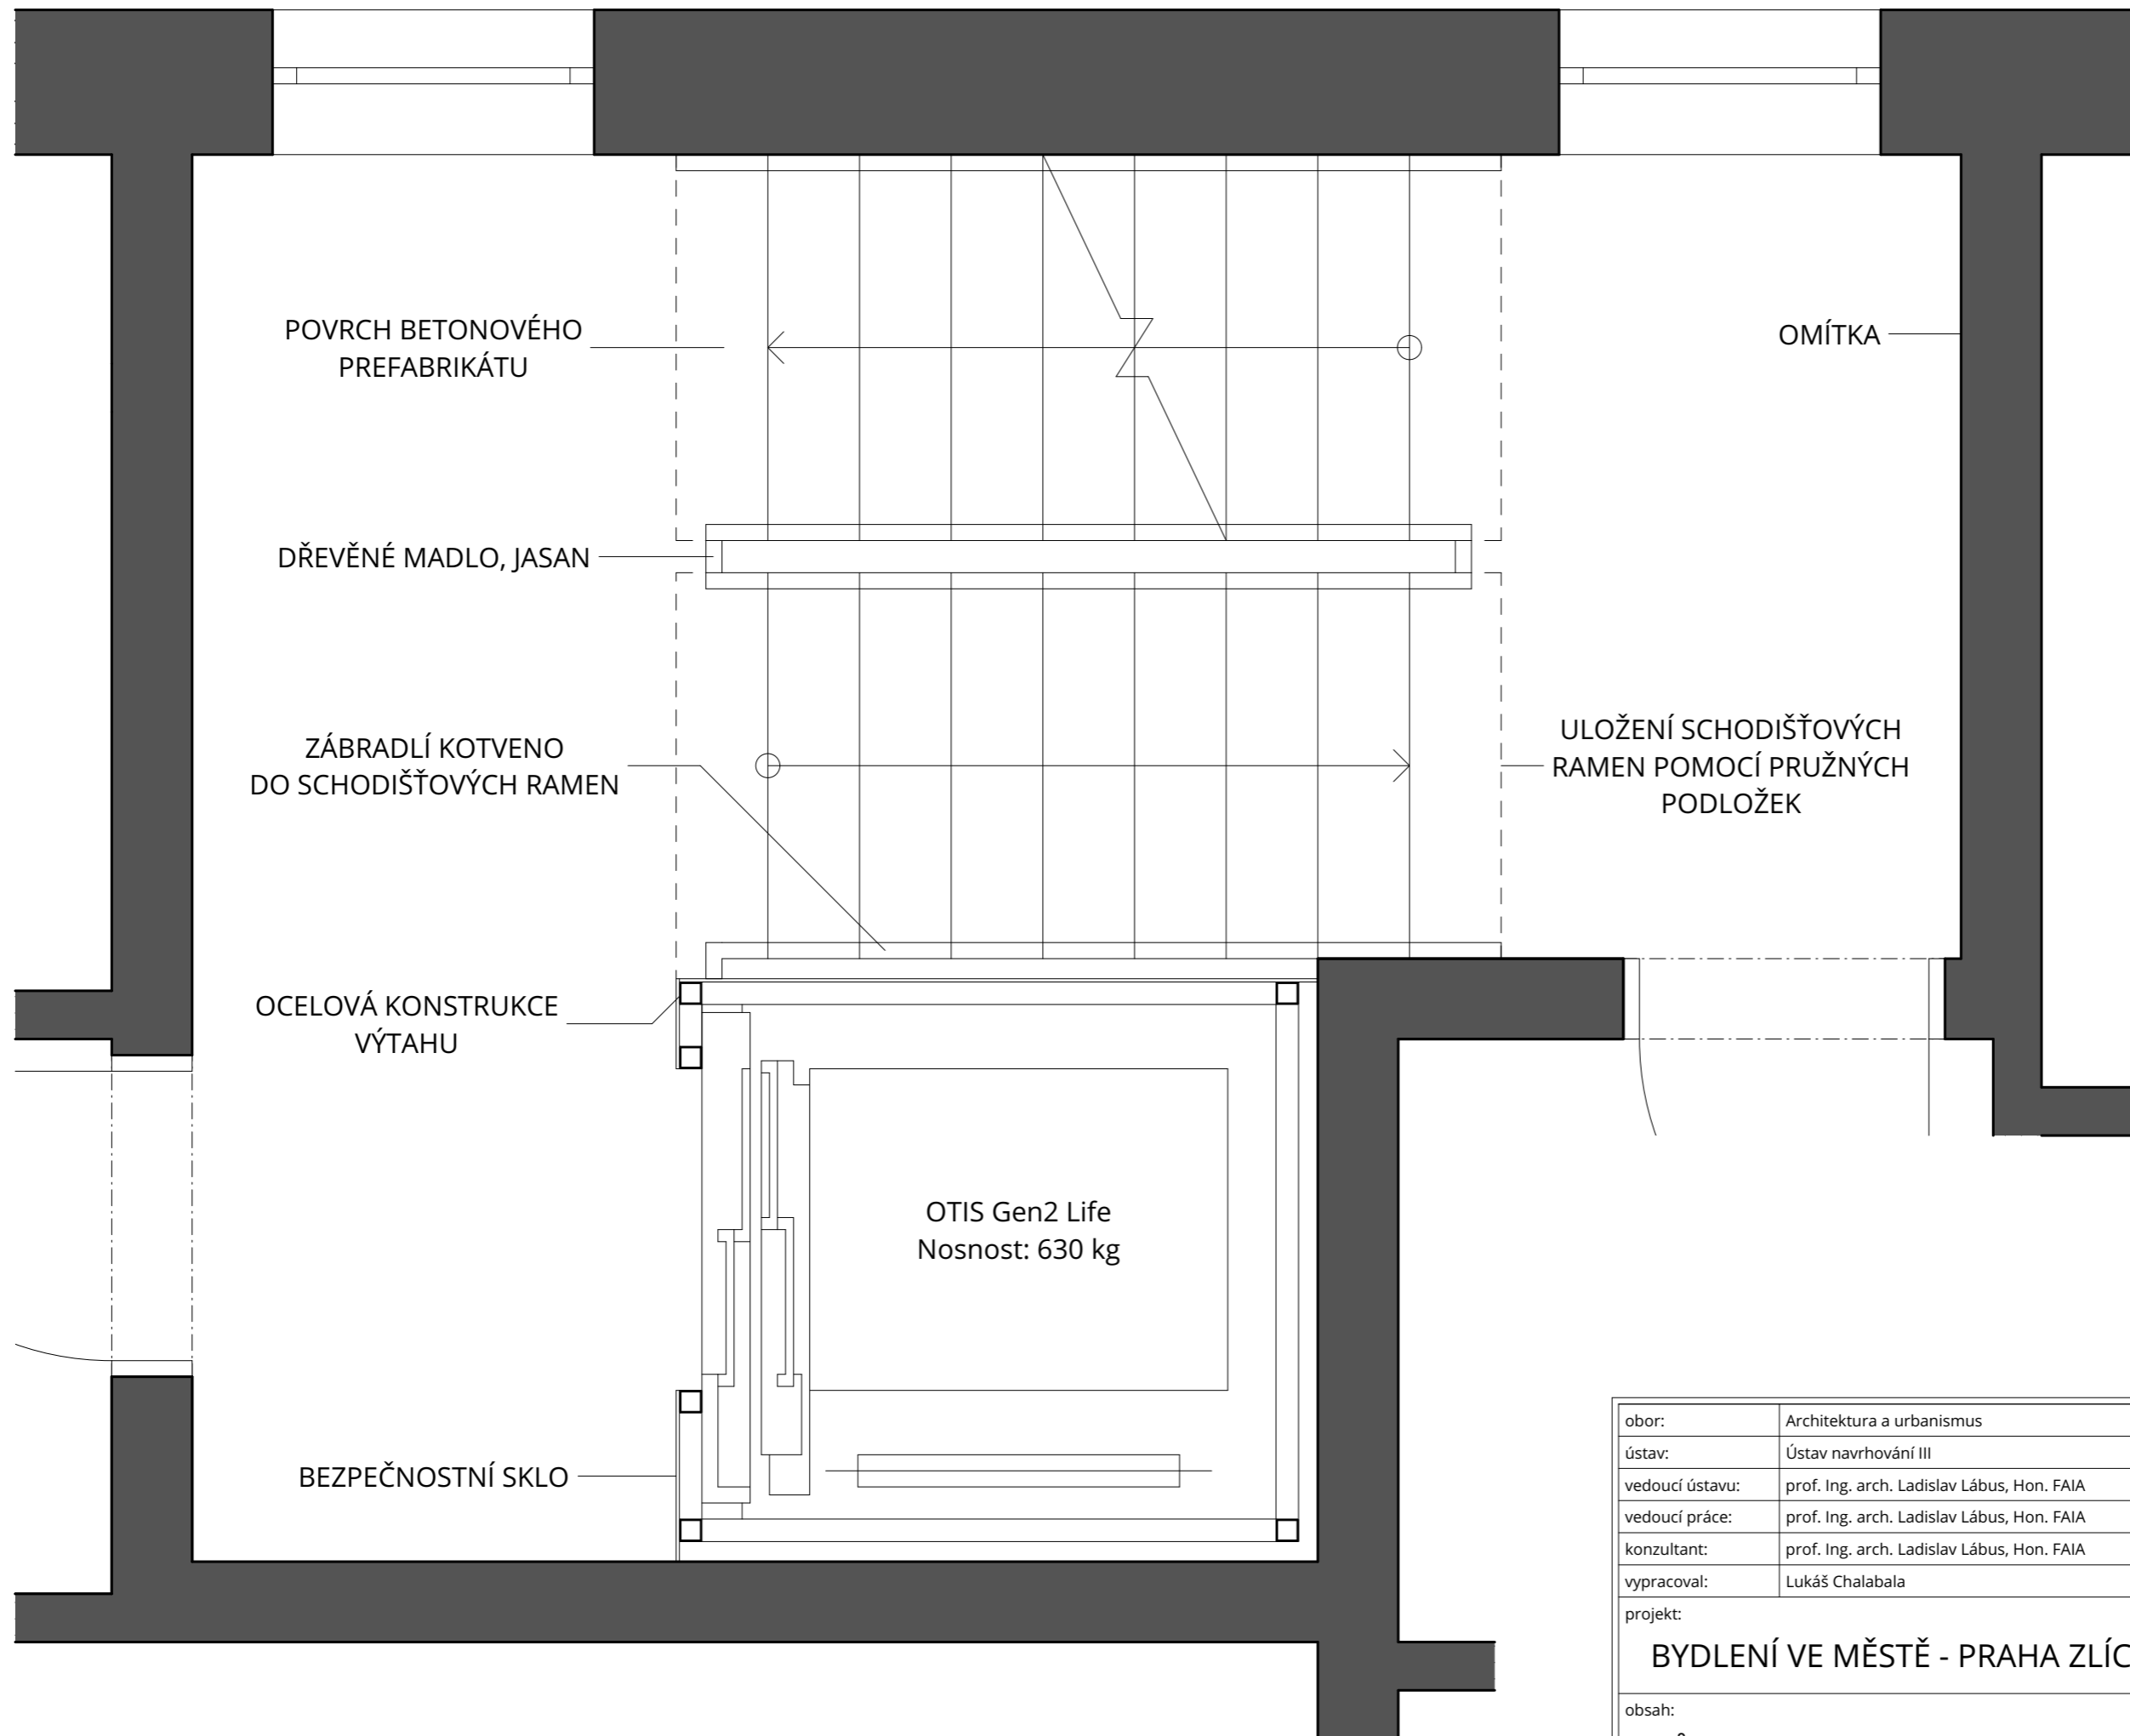 POVRCH BETONOVÉHO
PREFABRIKÁTU
OMÍTKA
DŘEVĚNÉ MADLO, JASAN
ZÁBRADLÍ KOTVENO
DO SCHODIŠŤOVÝCH RAMEN
ULOŽENÍ SCHODIŠŤOVÝCH
RAMEN POMOCÍ PRUŽNÝCH
PODLOŽEK
OCELOVÁ KONSTRUKCE
VÝTAHU
OTIS Gen2 Life
Nosnost: 630 kg
BEZPEČNOSTNÍ SKLO
obor: Architektura a urbanismus
ústav: Ústav navrhování III
vedoucí ústavu: prof. Ing. arch. Ladislav Lábus, Hon. FAIA
vedoucí práce: prof. Ing. arch. Ladislav Lábus, Hon. FAIA
konzultant: prof. Ing. arch. Ladislav Lábus, Hon. FAIA
vypracoval: Lukáš Chalabala
projekt:
BYDLENÍ VE MĚSTĚ - PRAHA ZLÍC
obsah: